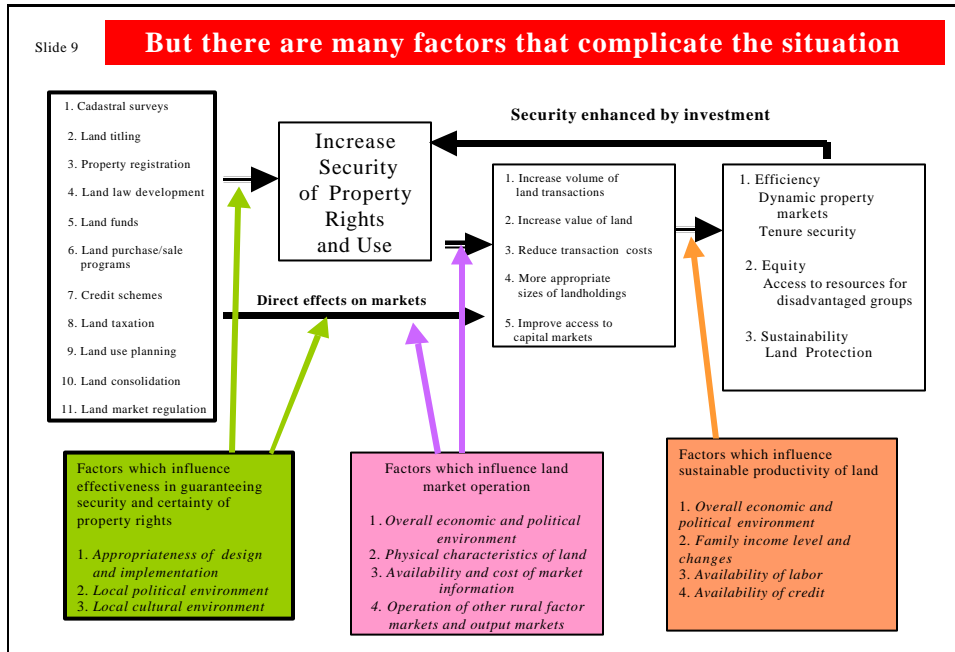 Slide 9
But there are many factors that complicate the situation
1. Cadastral surveys
2. Land titling
3. Property registration
4. Land law development
5. Land funds
6. Land purchase/sale
programs
7. Credit schemes
8. Land taxation
9. Land use planning
10. Land consolidation
11. Land market regulation
Increase
Security
of Property
Rights
and Use
Security enhanced by investment
Direct effects on markets
1. Increase volume of
land transactions
2. Increase value of land
3. Reduce transaction costs
4. More appropriate
sizes of landholdings
5. Improve access to
capital markets
1. Efficiency
Dynamic property
markets
Tenure security
2. Equity
Access to resources for
disadvantaged groups
3. Sustainability
Land Protection
Factors which influence
effectiveness in guaranteeing
security and certainty of
property rights
1. Appropriateness of design
and implementation
2. Local political environment
3. Local cultural environment
Factors which influence land
market operation
1. Overall economic and political
environment
2. Physical characteristics of land
3. Availability and cost of market
information
4. Operation of other rural factor
markets and output markets
Factors which influence
sustainable productivity of land
1. Overall economic and
political environment
2. Family income level and
changes
3. Availability of labor
4. Availability of credit